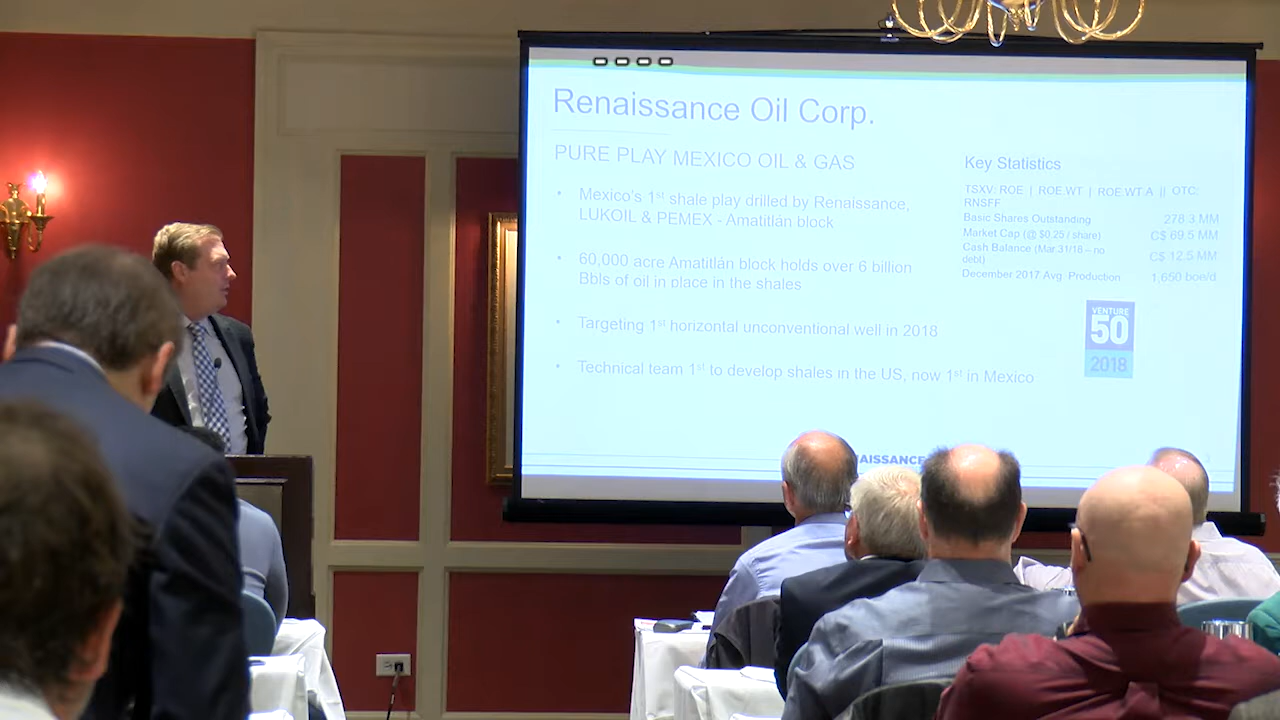 Renaissance Oil Corp.
PURE PLAY MEXICO OIL & GAS
• Mexico's 1st shale play drilled by Renaissance,
LUKOIL & PEMEX - Amatitlán block
• 60,000 acre Amatitlán block holds over 6 billion
Bbls of oil in place in the shales
• Targeting 1st horizontal unconventional well in 2018
• Technical team 1st to develop shales in the US, now 1st in Mexico
Key Statistics
TSXV: ROE | ROE.WT | ROE.WT.A || OTC:
RNSFF
Basic Shares Outstanding 278.3 MM
Market Cap (@ $0.25 / share) C$ 69.5 MM
Cash Balance (Mar.31/18 – no
debt) C$ 12.5 MM
December 2017 Avg. Production 1,650 boe/d
VENTURE
50
2018
NAISSANCE
3